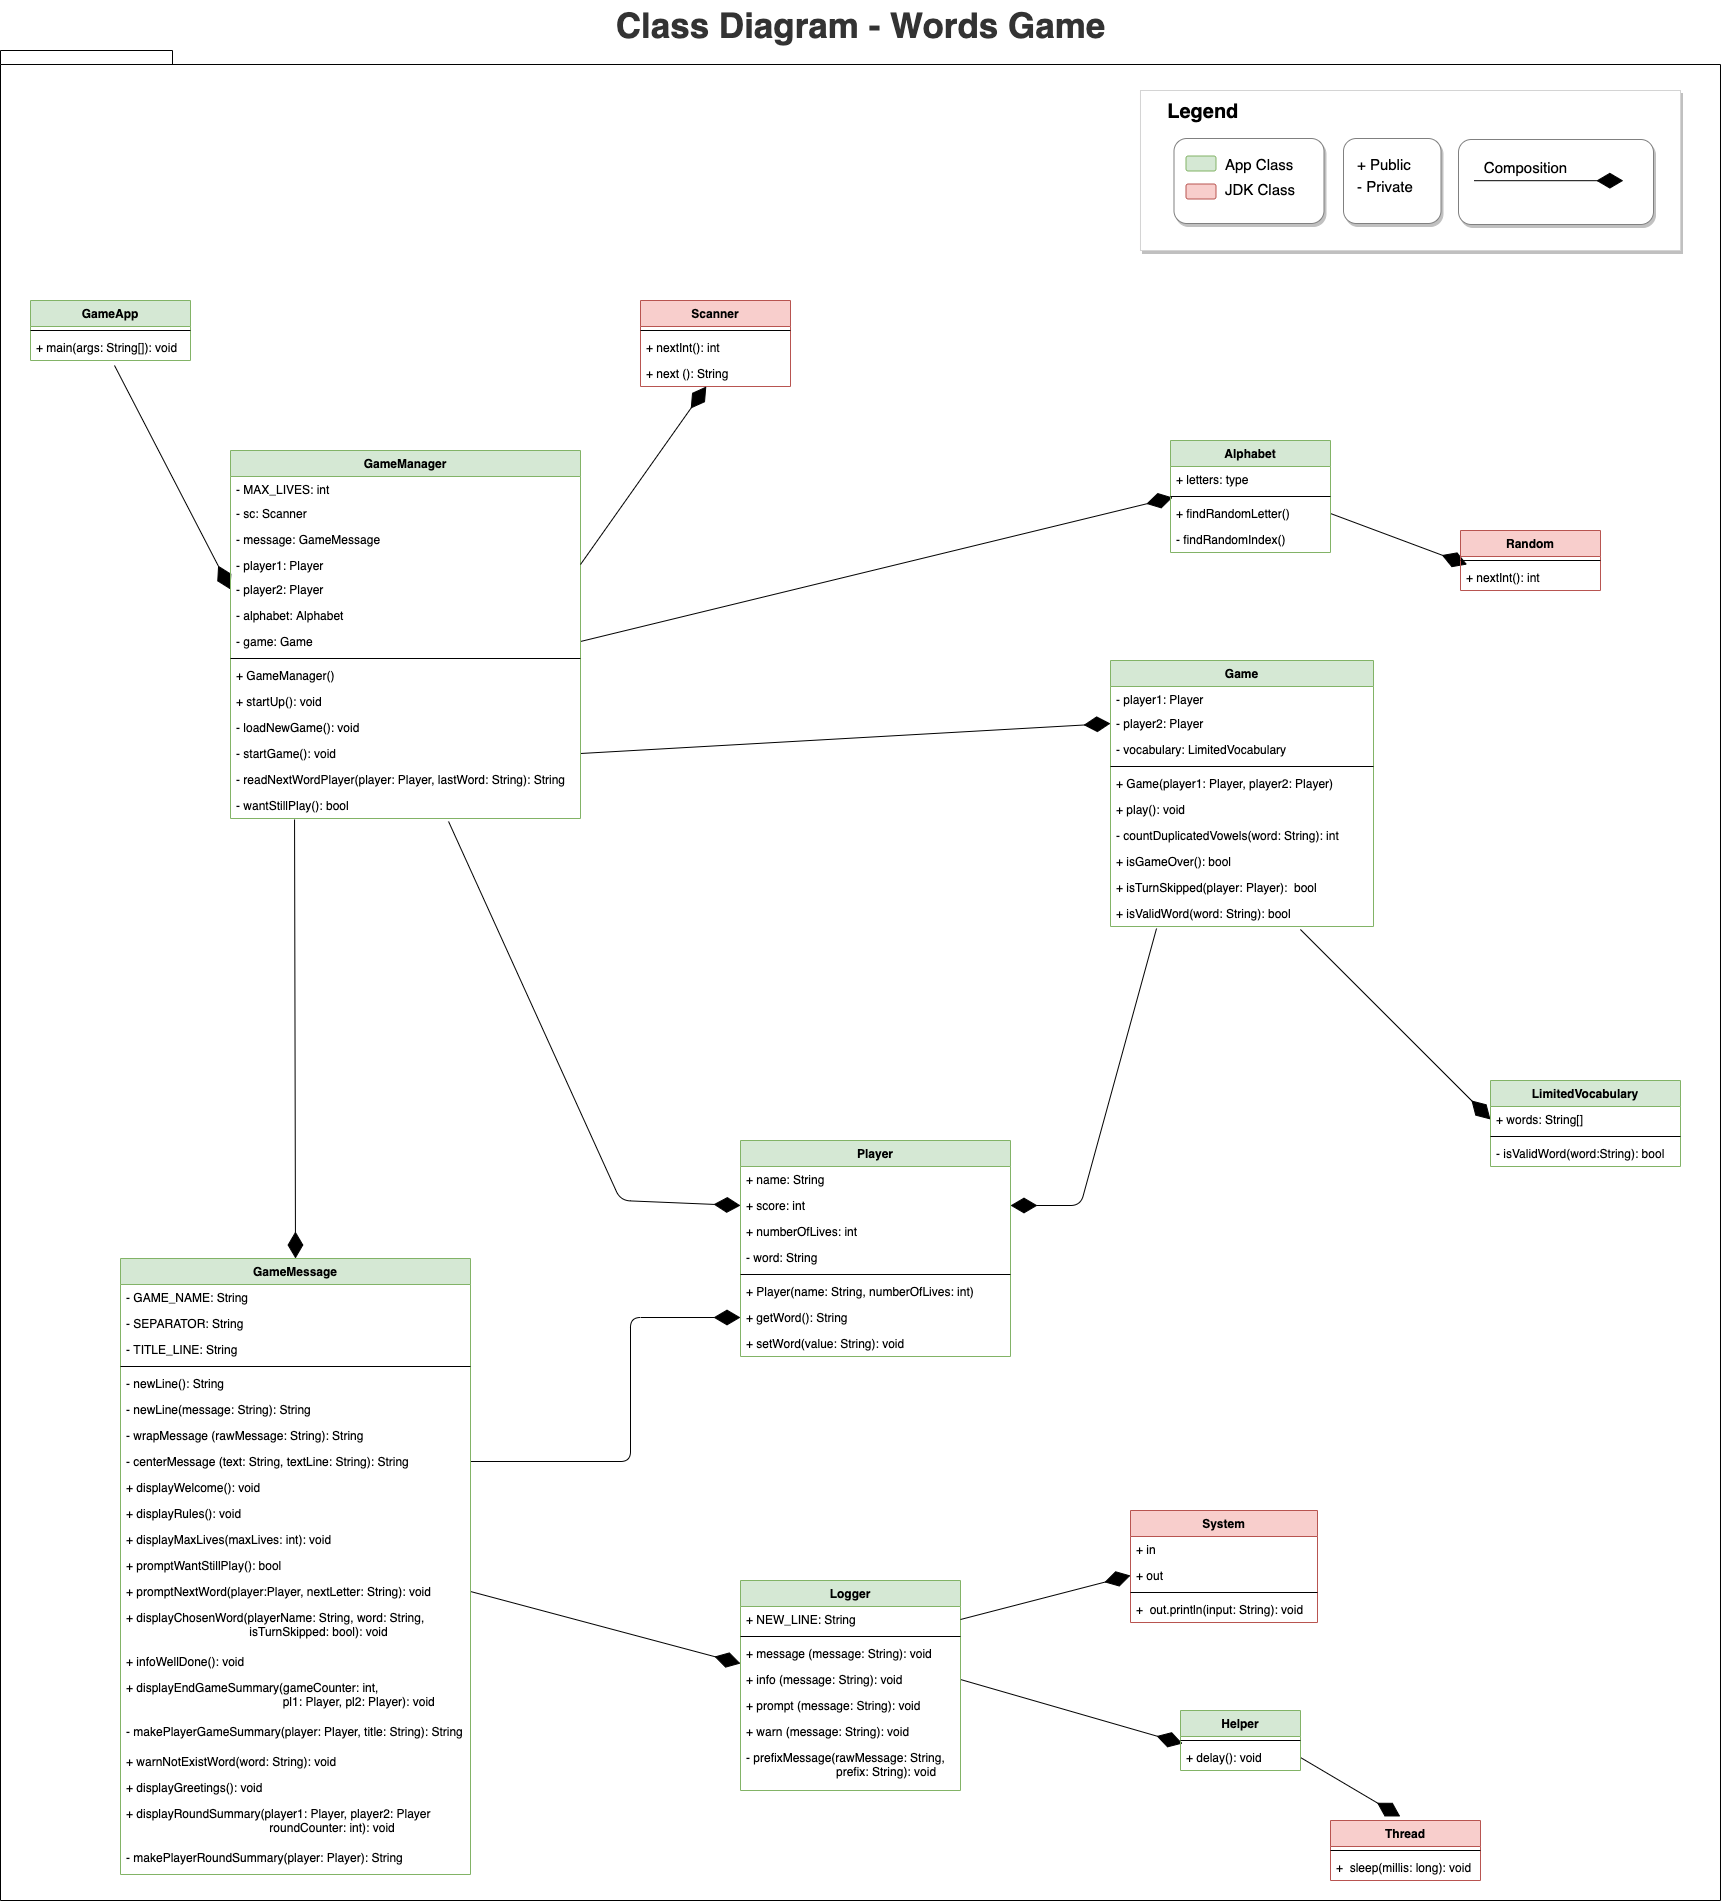 Class Diagram - Words Game
Legend
App Class
JDK Class
+ Public
- Private
Composition
GameApp
+ main(args: String[]): void
Scanner
+ nextInt(): int
+ next (): String
GameManager
- MAX_LIVES: int
- sc: Scanner
- message: GameMessage
- player1: Player
- player2: Player
- alphabet: Alphabet
- game: Game
+ GameManager()
+ startUp(): void
- loadNewGame(): void
- startGame(): void
- readNextWordPlayer(player: Player, lastWord: String): String
- wantStillPlay(): bool
Alphabet
+ letters: type
+ findRandomLetter()
- findRandomIndex()
Random
+ nextInt(): int
Game
- player1: Player
- player2: Player
- vocabulary: LimitedVocabulary
+ Game(player1: Player, player2: Player)
+ play(): void
- countDuplicatedVowels(word: String): int
+ isGameOver(): bool
+ isTurnSkipped(player: Player):  bool
+ isValidWord(word: String): bool
LimitedVocabulary
+ words: String[]
- isValidWord(word:String): bool
Player
+ name: String
+ score: int
+ numberOfLives: int
- word: String
+ Player(name: String, numberOfLives: int)
+ getWord(): String
+ setWord(value: String): void
GameMessage
- GAME_NAME: String
- SEPARATOR: String
- TITLE_LINE: String
- newLine(): String
- newLine(message: String): String
- wrapMessage (rawMessage: String): String
- centerMessage (text: String, textLine: String): String
+ displayWelcome(): void
+ displayRules(): void
+ displayMaxLives(maxLives: int): void
+ promptWantStillPlay(): bool
+ promptNextWord(player:Player, nextLetter: String): void
+ displayChosenWord(playerName: String, word: String,
isTurnSkipped: bool): void
+ infoWellDone(): void
+ displayEndGameSummary(gameCounter: int,
pl1: Player, pl2: Player): void
- makePlayerGameSummary(player: Player, title: String): String
+ warnNotExistWord(word: String): void
+ displayGreetings(): void
+ displayRoundSummary(player1: Player, player2: Player
roundCounter: int): void
- makePlayerRoundSummary(player: Player): String
Logger
+ NEW_LINE: String
+ message (message: String): void
+ info (message: String): void
+ prompt (message: String): void
+ warn (message: String): void
- prefixMessage(rawMessage: String,
prefix: String): void
System
+ in
+ out
+  out.println(input: String): void
Helper
+ delay(): void
Thread
+  sleep(millis: long): void